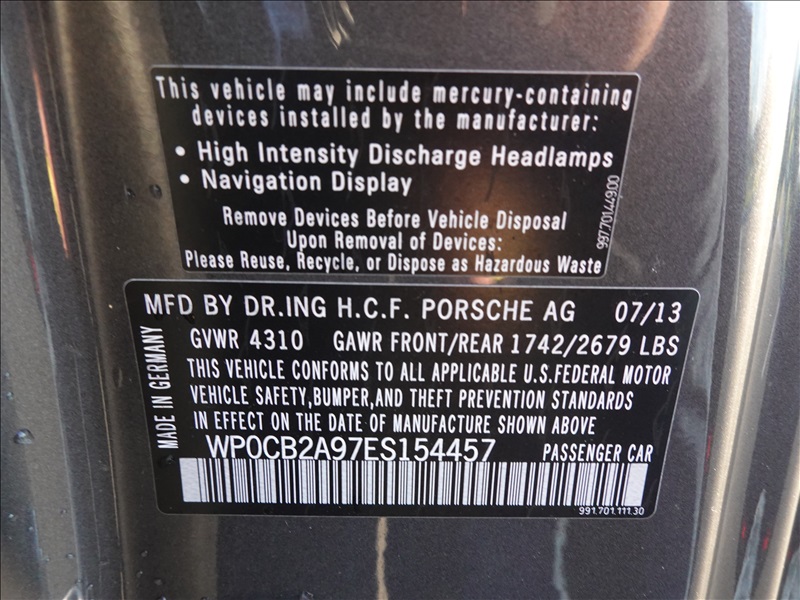 This vehicle may include mercury-containing
devices installed by the manufacturer:
• High Intensity Discharge Headlamps
• Navigation Display
Remove Devices Before Vehicle Disposal
Upon Removal of Devices:
Please Reuse, Recycle, or Dispose as Hazardous Waste
997.701.449.00
MFD BY DR.ING H.C.F. PORSCHE AG 07/13
GVWR 4310 GAWR FRONT/REAR 1742/2679 LBS
THIS VEHICLE CONFORMS TO ALL APPLICABLE U.S.FEDERAL MOTOR
VEHICLE SAFETY,BUMPER,AND THEFT PREVENTION STANDARDS
IN EFFECT ON THE DATE OF MANUFACTURE SHOWN ABOVE
WP0CB2A97ES154457 PASSENGER CAR
MADE IN GERMANY
991.701.111.30